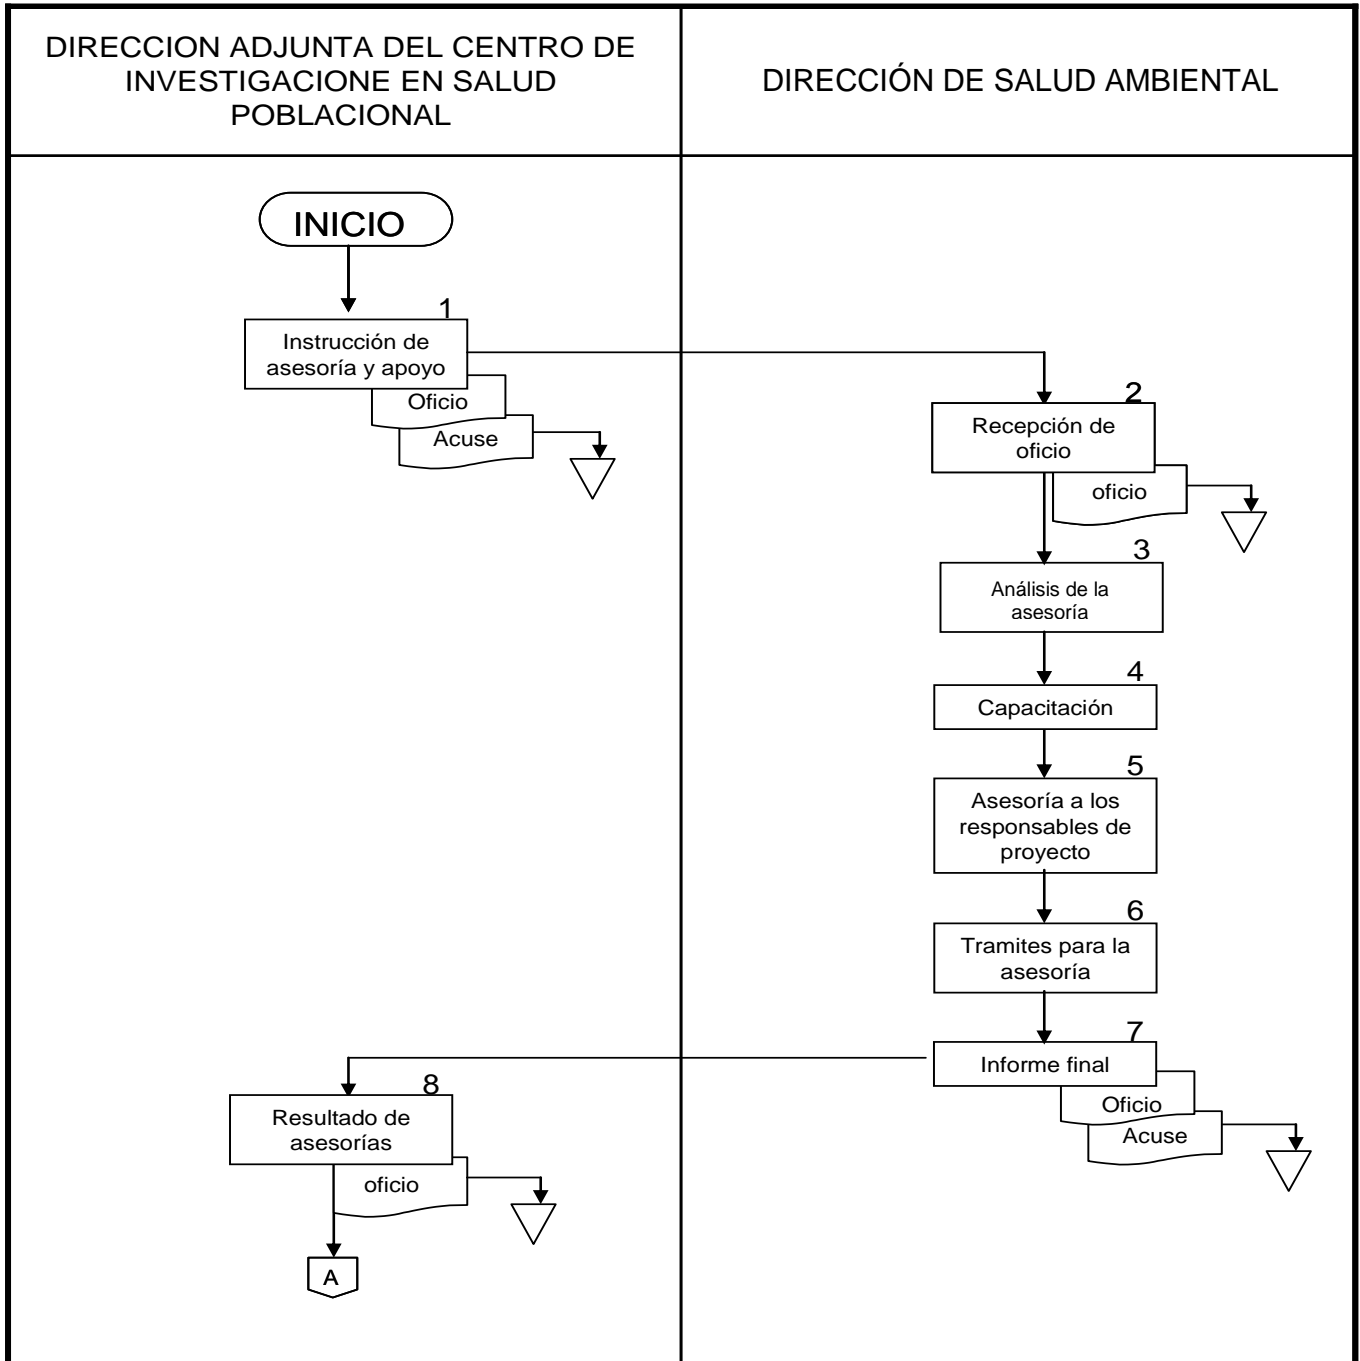 DIRECCION ADJUNTA DEL CENTRO DE
INVESTIGACIONE EN SALUD
POBLACIONAL
DIRECCIÓN DE SALUD AMBIENTAL
INICIO
1
Instrucción de
asesoría y apoyo
Oficio
Acuse
2
Recepción de
oficio
oficio
3
Análisis de la
asesoría
4
Capacitación
5
Asesoría a los
responsables de
proyecto
6
Tramites para la
asesoría
7
Informe final
Oficio
Acuse
8
Resultado de
asesorías
oficio
A